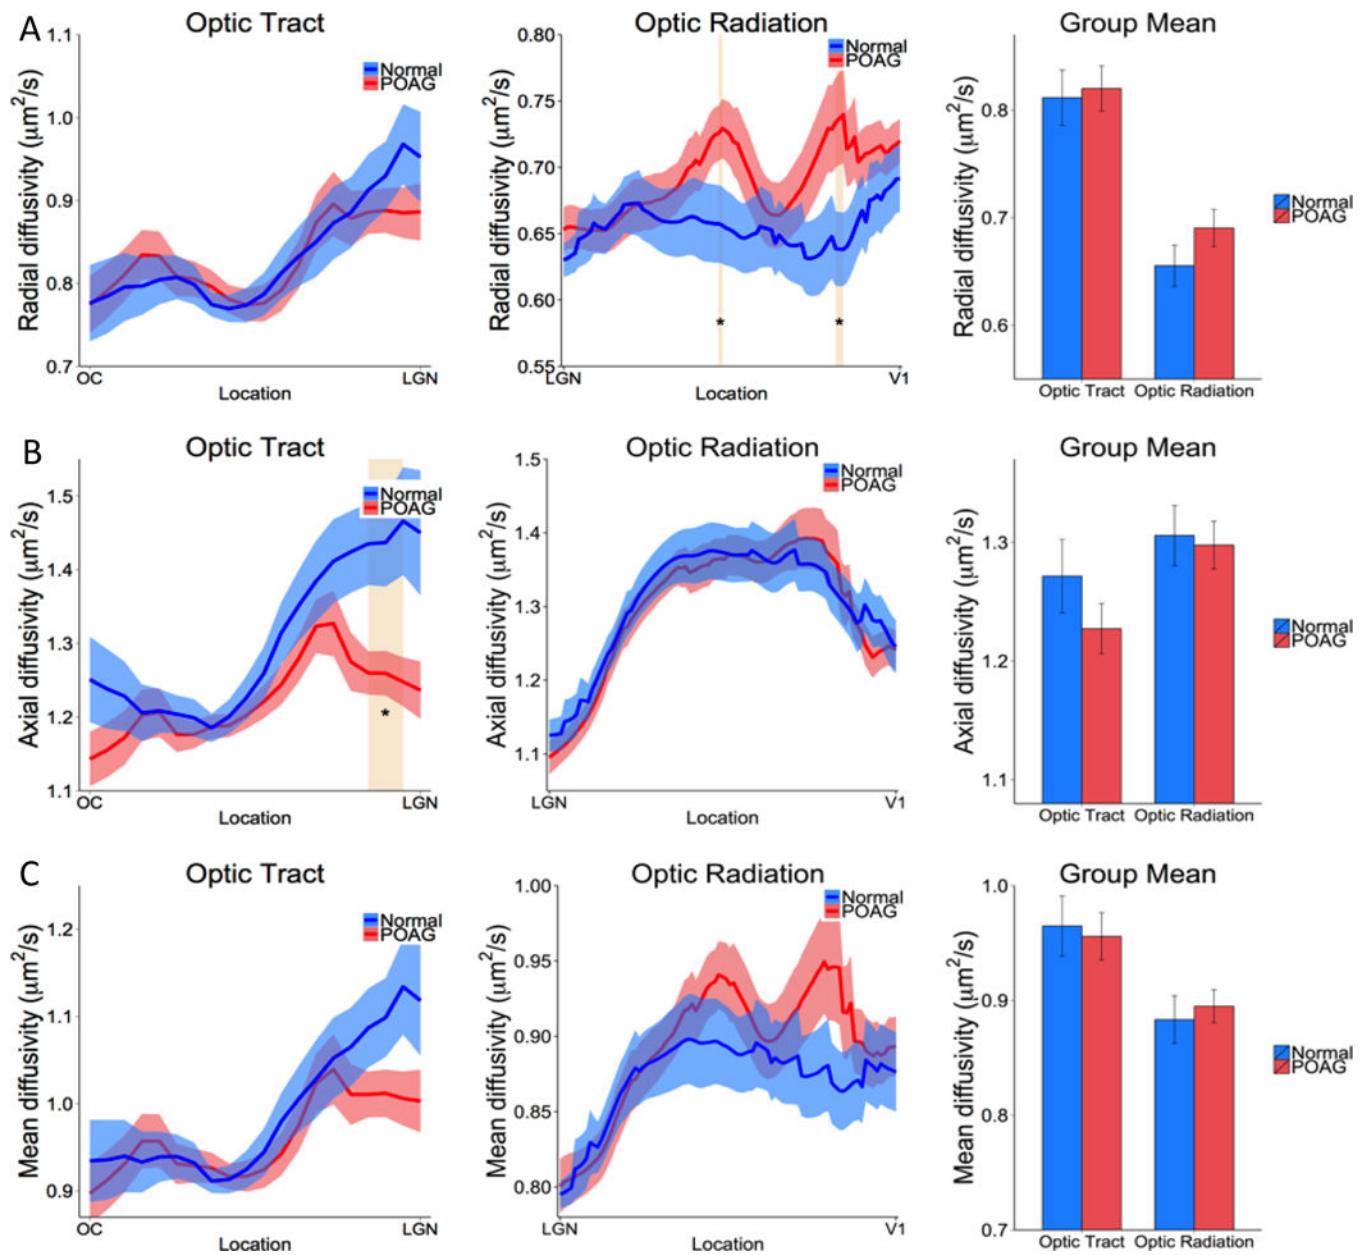 A
Optic Tract
Optic Radiation
Group Mean
Radial diffusivity (μm²/s)
1.1
1.0
0.9
0.8
0.7
Normal
POAG
OC
LGN
Location
Radial diffusivity (μm²/s)
0.80
0.75
0.70
0.65
0.60
0.55
Normal
POAG
*
*
LGN
V1
Location
Radial diffusivity (μm²/s)
0.8
0.7
0.6
Optic Tract
Optic Radiation
Normal
POAG
B
Optic Tract
Optic Radiation
Group Mean
Axial diffusivity (μm²/s)
1.5
1.4
1.3
1.2
1.1
Normal
POAG
*
OC
LGN
Location
Axial diffusivity (μm²/s)
1.5
1.4
1.3
1.2
1.1
Normal
POAG
LGN
V1
Location
Axial diffusivity (μm²/s)
1.3
1.2
1.1
Optic Tract
Optic Radiation
Normal
POAG
C
Optic Tract
Optic Radiation
Group Mean
Mean diffusivity (μm²/s)
1.2
1.1
1.0
0.9
Normal
POAG
OC
LGN
Location
Mean diffusivity (μm²/s)
1.00
0.95
0.90
0.85
0.80
Normal
POAG
LGN
V1
Location
Mean diffusivity (μm²/s)
1.0
0.9
0.8
0.7
Optic Tract
Optic Radiation
Normal
POAG